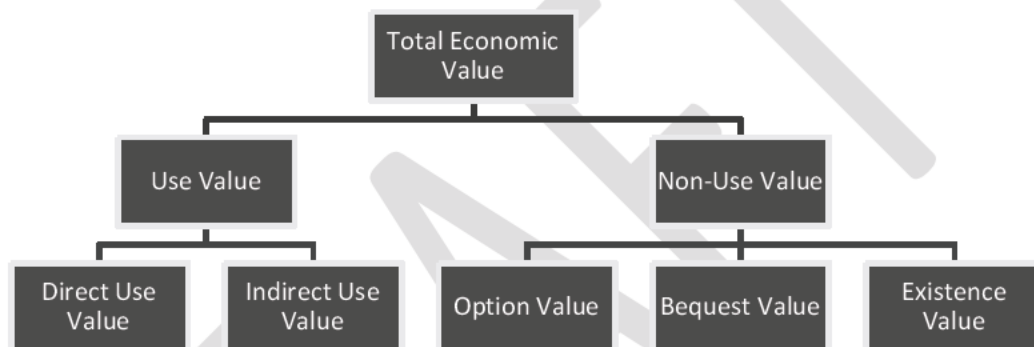 Total Economic
Value
Use Value
Non-Use Value
Direct Use
Value
Indirect Use
Value
Option Value
Bequest Value
Existence
Value